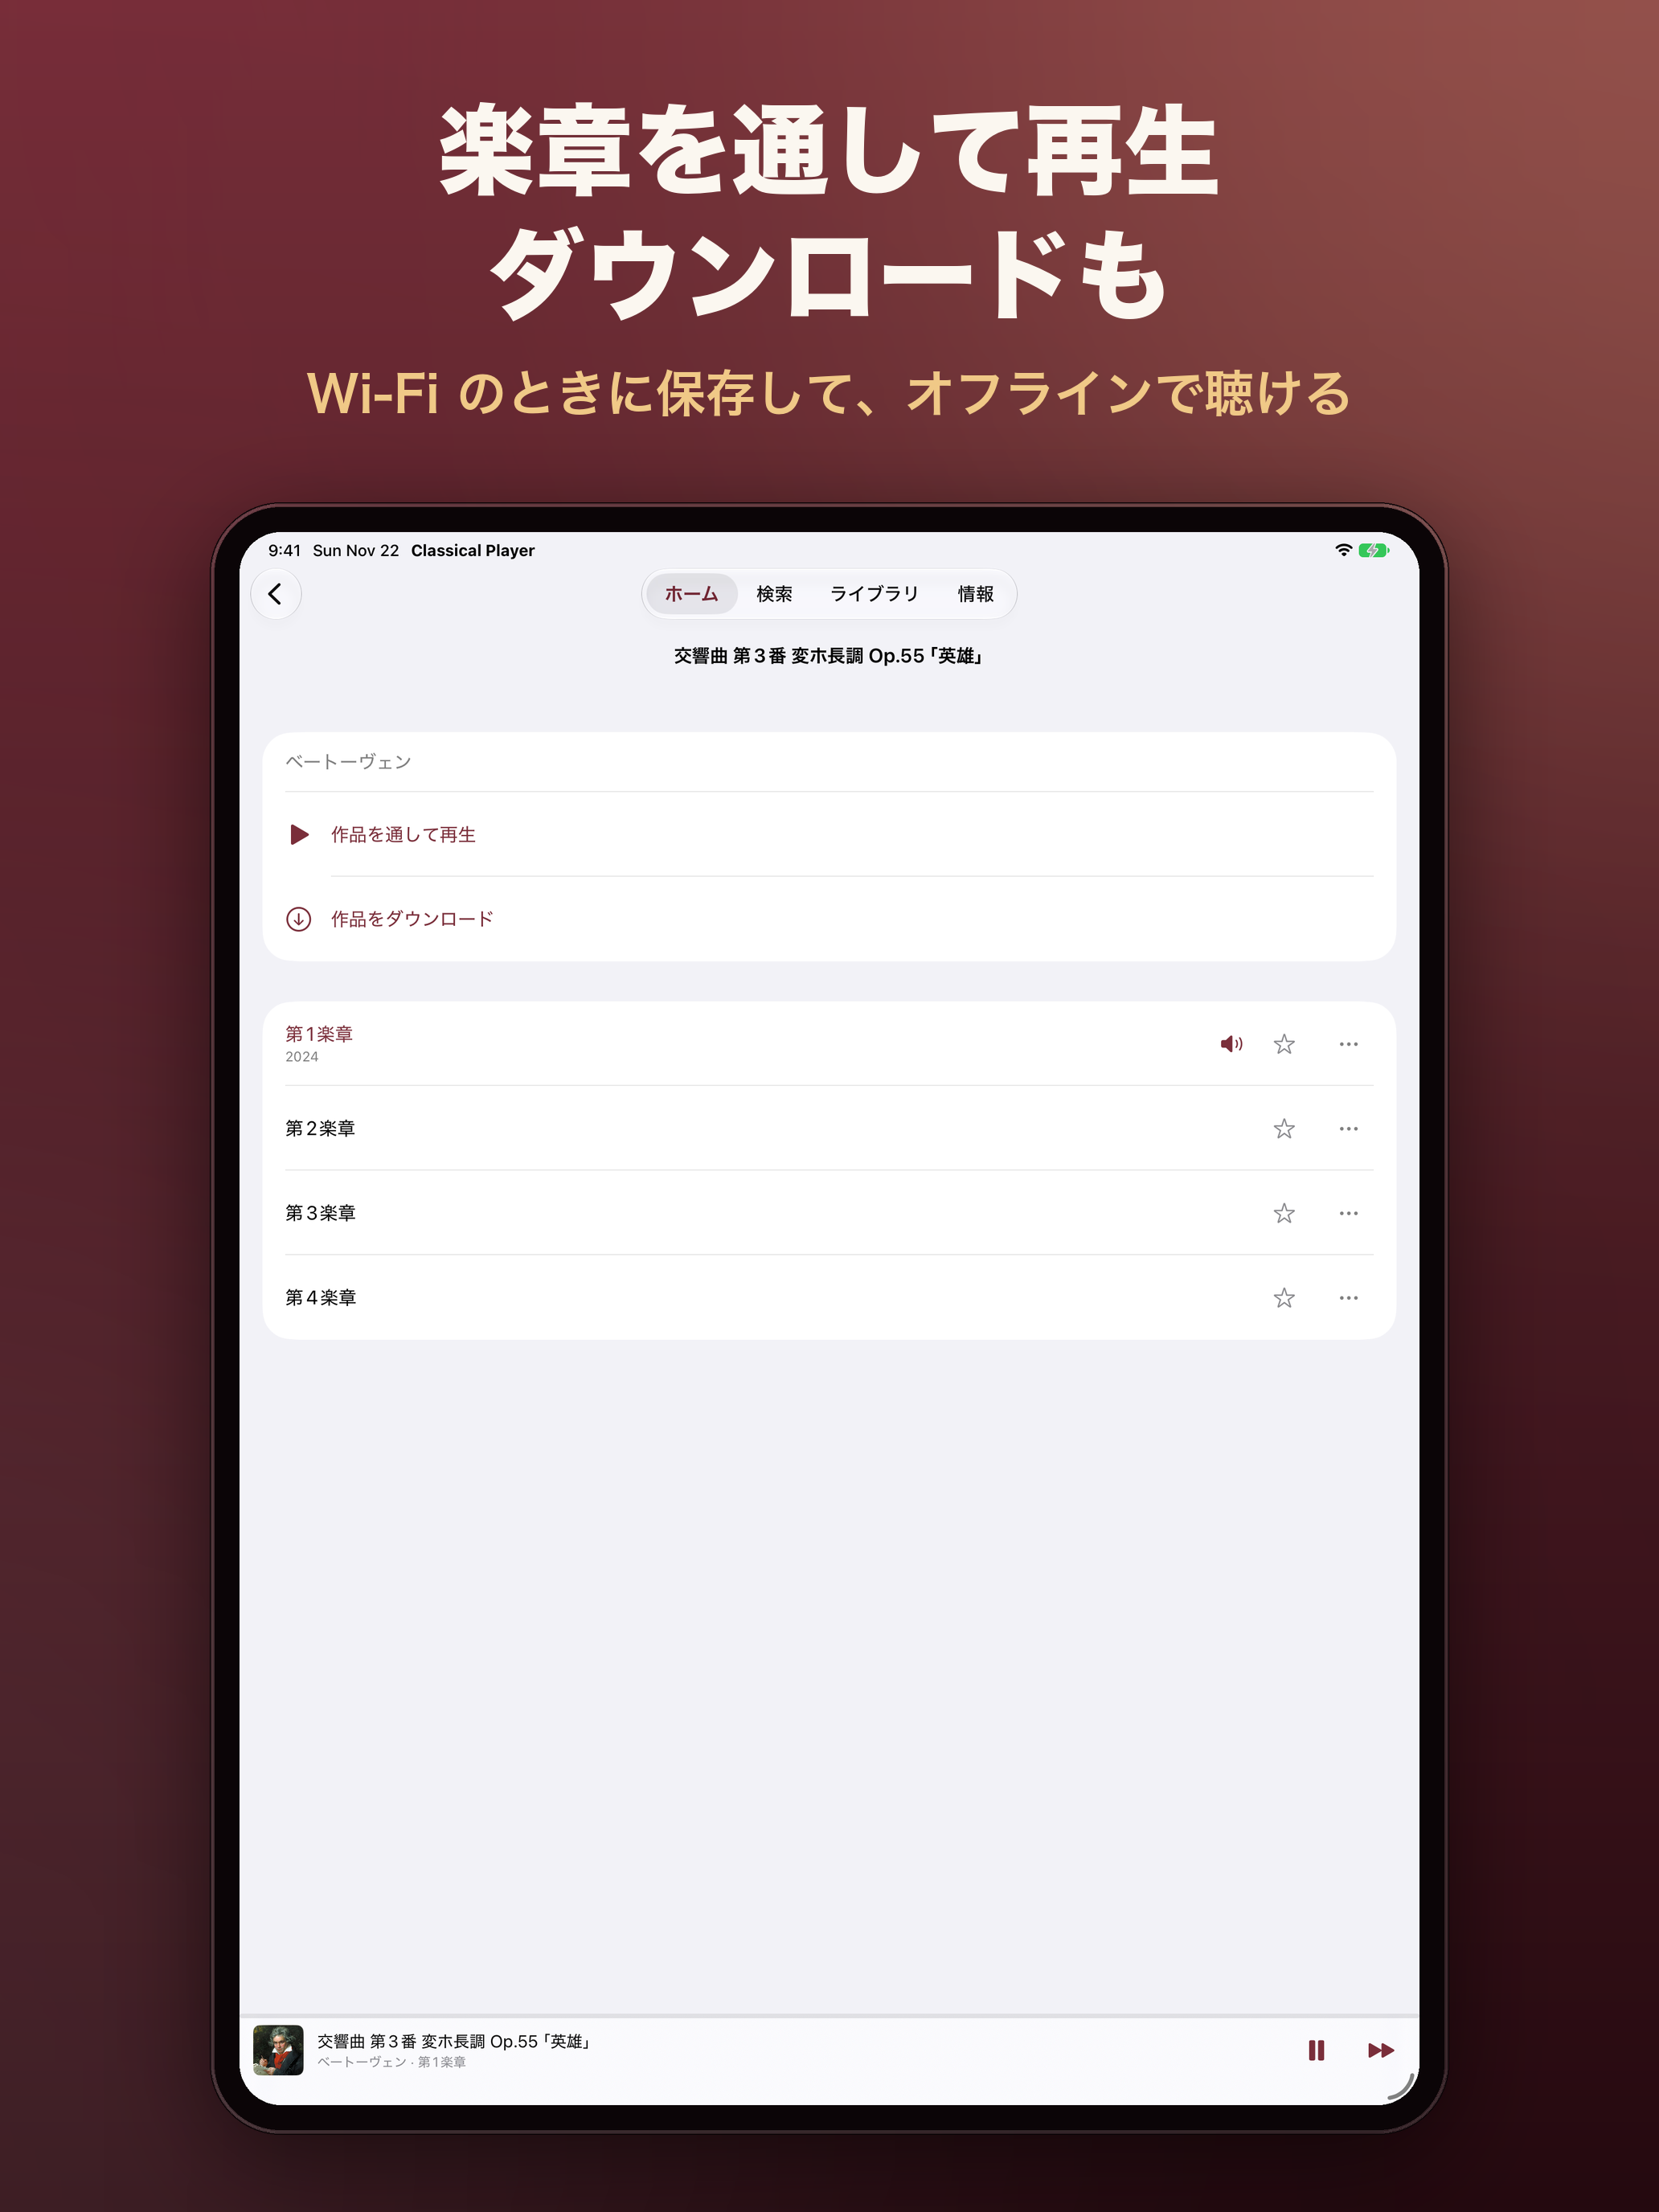 楽章を通して再生
ダウンロードも
Wi-Fi のときに保存して、オフラインで聴ける
9:41 Sun Nov 22 Classical Player
ホーム 検索 ライブラリ 情報
交響曲 第3番 変ホ長調 Op.55「英雄」
ベートーヴェン
作品を通して再生
作品をダウンロード
第1楽章
2024
第2楽章
第3楽章
第4楽章
交響曲 第3番 変ホ長調 Op.55「英雄」
ベートーヴェン · 第1楽章